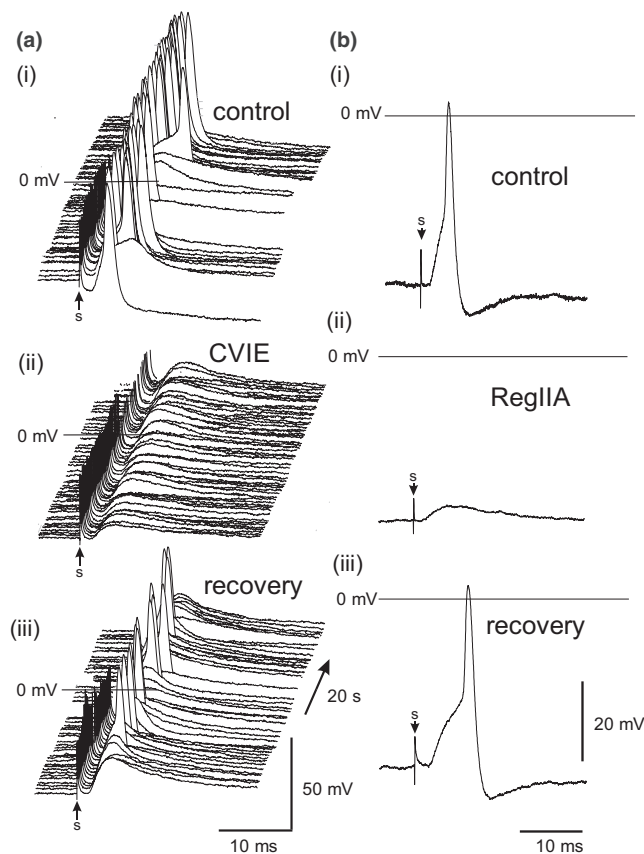 (a)
(i)
control
0 mV
s
(ii)
CVIE
0 mV
s
(iii)
recovery
0 mV
s
20 s
50 mV
10 ms
(b)
(i)
0 mV
control
s
(ii)
0 mV
RegIIA
s
(iii)
0 mV
recovery
s
20 mV
10 ms